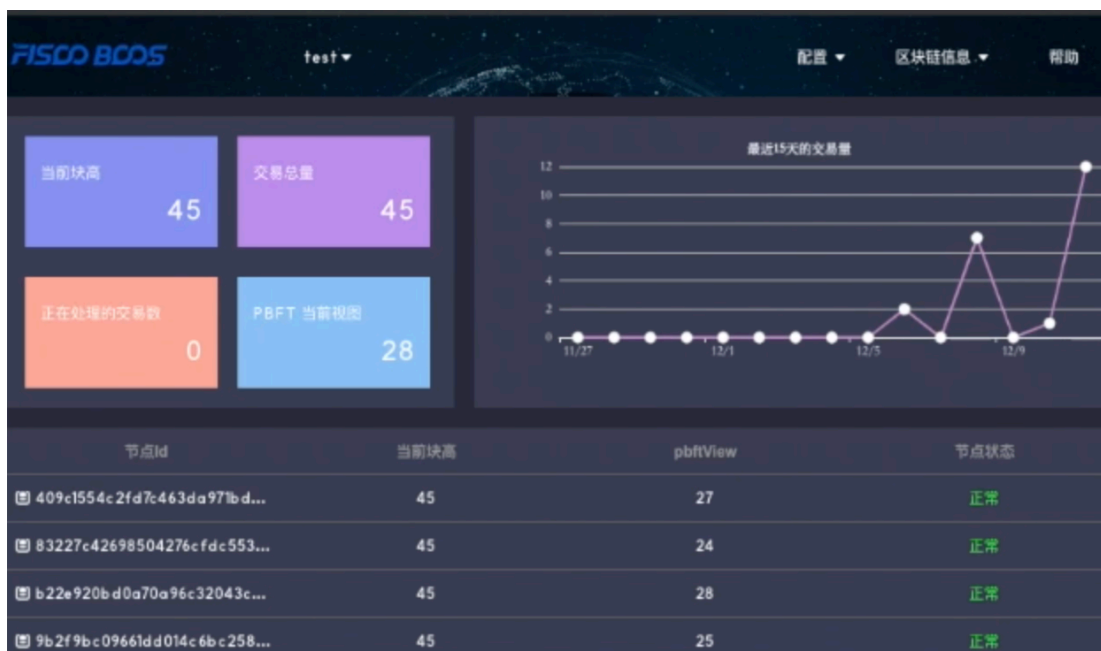 FISCO BCOS
test
配置
区块链信息
帮助
当前块高
45
交易总量
45
正在处理的交易数
0
PBFT 当前视图
28
最近15天的交易量
12
10
8
6
4
2
0
11/27
12/1
12/5
12/9
节点Id
当前块高
pbftView
节点状态
409c1554c2fd7c463da971bd...
45
27
正常
83227c42698504276cfdc553...
45
24
正常
b22e920bd0a70a96c32043c...
45
28
正常
9b2f9bc09661dd014c6bc258...
45
25
正常